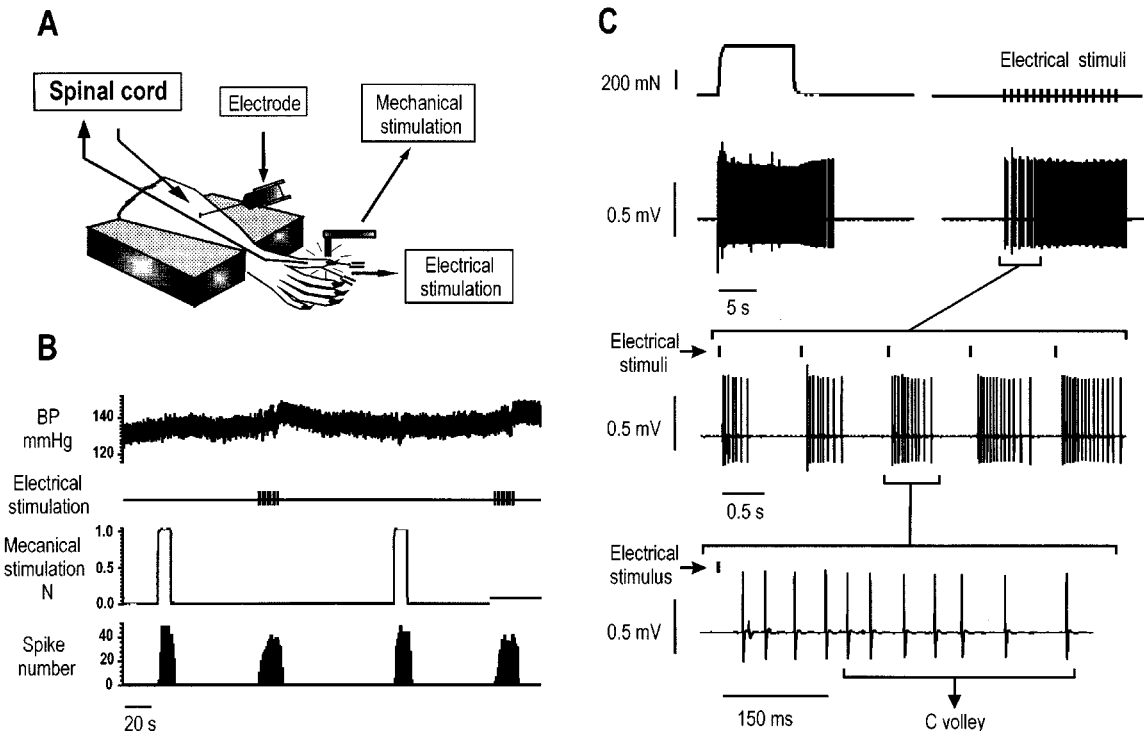 A
Spinal cord
Electrode
Mechanical
stimulation
Electrical
stimulation
B
BP
mmHg
140
120
Electrical
stimulation
Mecanical
stimulation
N
1.0
0.5
0.0
Spike
number
40
20
0
20 s
C
200 mN
Electrical stimuli
0.5 mV
5 s
Electrical
stimuli
0.5 mV
0.5 s
Electrical
stimulus
0.5 mV
150 ms
C volley